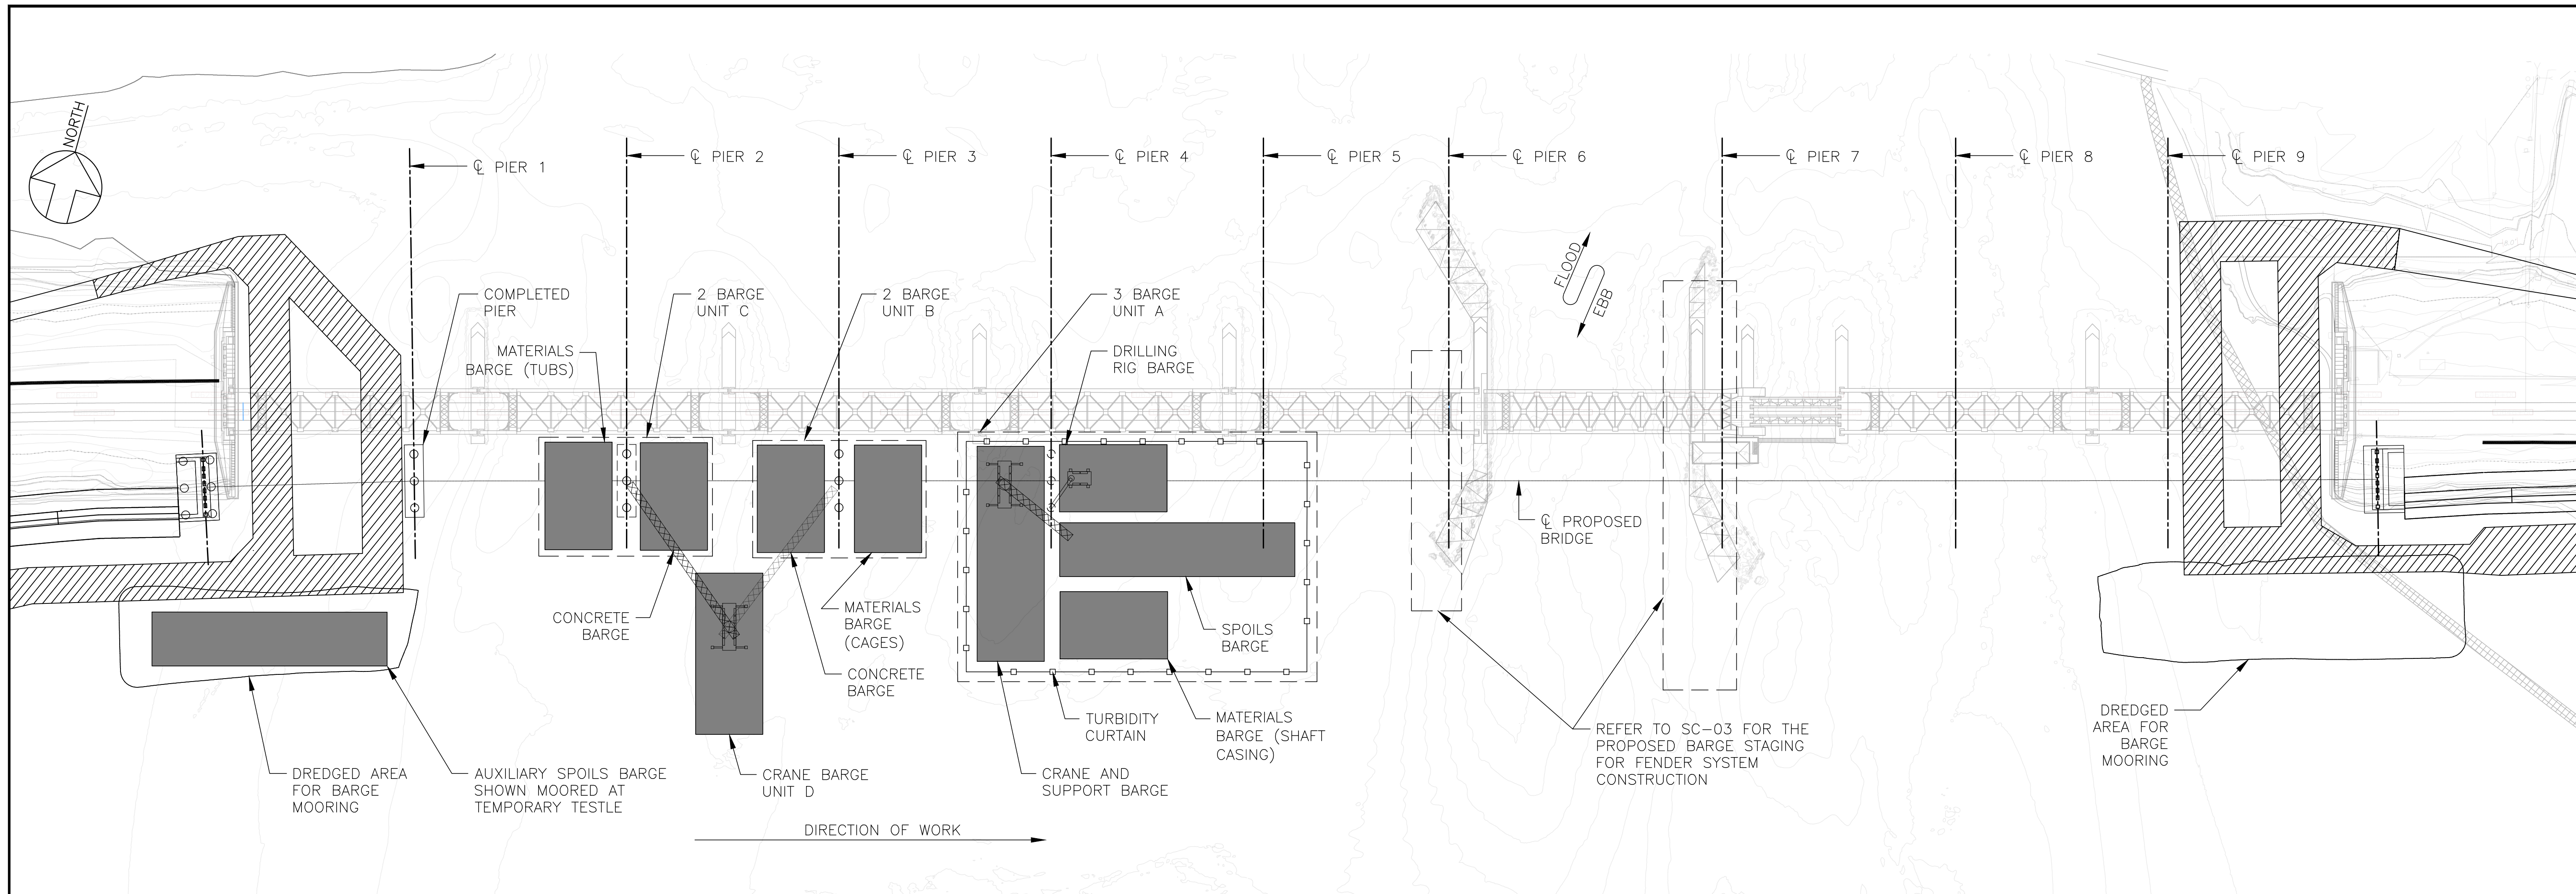 NORTH
℄ PIER 1
℄ PIER 2
℄ PIER 3
℄ PIER 4
℄ PIER 5
℄ PIER 6
℄ PIER 7
℄ PIER 8
℄ PIER 9
FLOOD
EBB
COMPLETED
PIER
2 BARGE
UNIT C
2 BARGE
UNIT B
3 BARGE
UNIT A
MATERIALS
BARGE (TUBS)
DRILLING
RIG BARGE
℄ PROPOSED
BRIDGE
CONCRETE
BARGE
MATERIALS
BARGE
(CAGES)
SPOILS
BARGE
CONCRETE
BARGE
DREDGED AREA
FOR BARGE
MOORING
AUXILIARY SPOILS BARGE
SHOWN MOORED AT
TEMPORARY TESTLE
CRANE BARGE
UNIT D
CRANE AND
SUPPORT BARGE
TURBIDITY
CURTAIN
MATERIALS
BARGE (SHAFT
CASING)
REFER TO SC-03 FOR THE
PROPOSED BARGE STAGING
FOR FENDER SYSTEM
CONSTRUCTION
DREDGED
AREA FOR
BARGE
MOORING
DIRECTION OF WORK